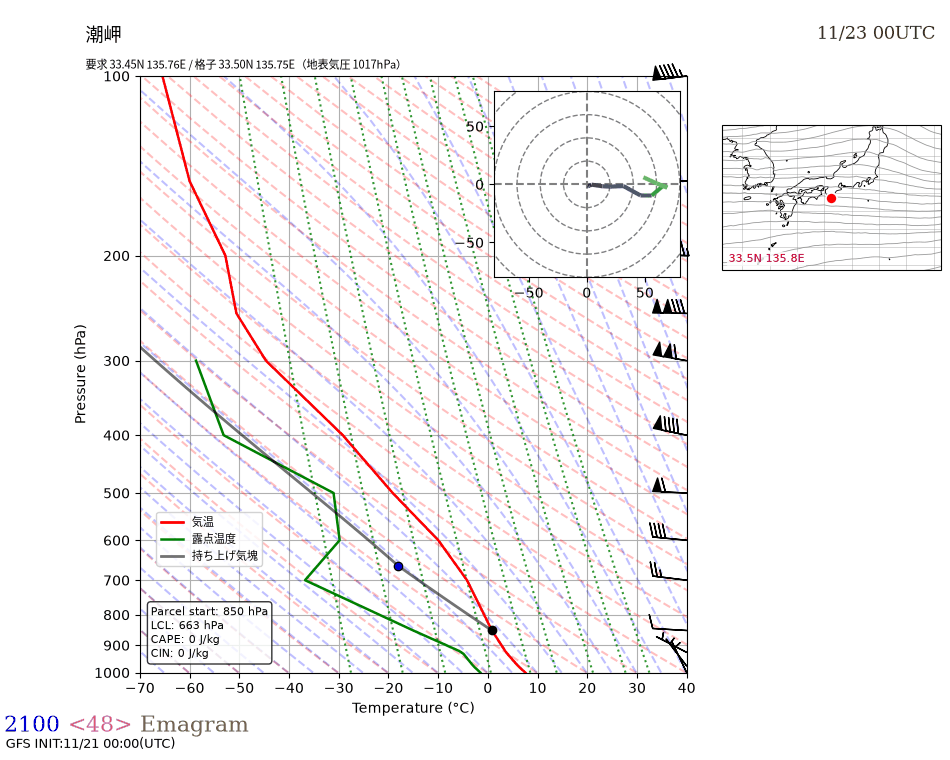 潮岬
11/23 00UTC
要求 33.45N 135.76E / 格子 33.50N 135.75E（地表気圧 1017hPa）
100
200
300
400
500
600
700
800
900
1000
Pressure (hPa)
−70 −60 −50 −40 −30 −20 −10 0 10 20 30 40
Temperature (°C)
50
0
−50
−50 0 50
33.5N 135.8E
気温
露点温度
持ち上げ気塊
Parcel start: 850 hPa
LCL: 663 hPa
CAPE: 0 J/kg
CIN: 0 J/kg
2100 <48> Emagram
GFS INIT:11/21 00:00(UTC)